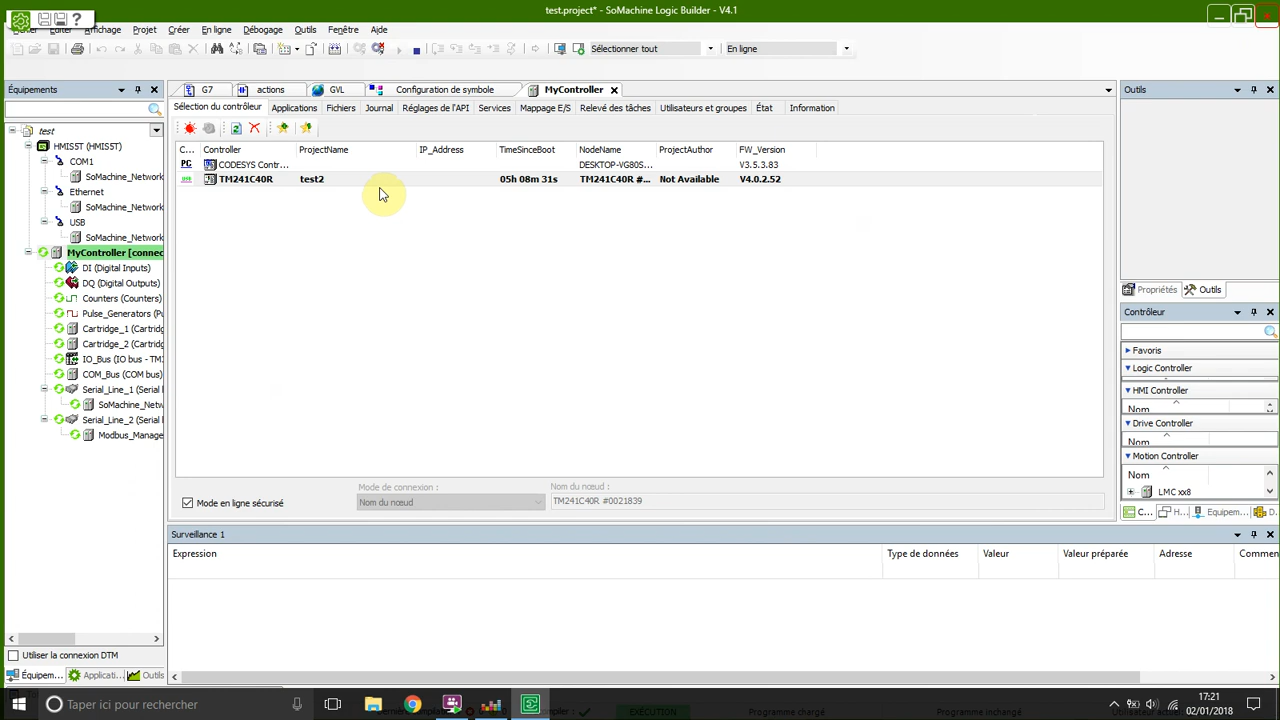 test.project* - SoMachine Logic Builder - V4.1
Affichage Projet Créer En ligne Débogage Outils Fenêtre Aide
Sélectionner tout En ligne
Équipements
G7 actions GVL Configuration de symbole MyController
Outils
Sélection du contrôleur Applications Fichiers Journal Réglages de l'API Services Mappage E/S Relevé des tâches Utilisateurs et groupes État Information
test
HMISST (HMISST)
COM1
SoMachine_Network
Ethernet
SoMachine_Network
USB
SoMachine_Network
MyController [connec
DI (Digital Inputs)
DQ (Digital Outputs)
Counters (Counters)
Pulse_Generators (Pu
Cartridge_1 (Cartridg
Cartridge_2 (Cartridg
IO_Bus (IO bus - TM:
COM_Bus (COM bus)
Serial_Line_1 (Serial l
SoMachine_Netw
Serial_Line_2 (Serial l
Modbus_Manage
Utiliser la connexion DTM
Équipem... Applicati... Outils
C... Controller ProjectName IP_Address TimeSinceBoot NodeName ProjectAuthor FW_Version
PC CODESYS Contr... DESKTOP-VG80S... V3.5.3.83
USB TM241C40R test2 05h 08m 31s TM241C40R #... Not Available V4.0.2.52
Mode en ligne sécurisé
Mode de connexion :
Nom du nœud
Nom du nœud :
TM241C40R #0021839
Propriétés Outils
Contrôleur
Favoris
Logic Controller
HMI Controller
Nom
Drive Controller
Nom
Motion Controller
Nom
LMC xx8
C... H... Équipem... D.
Surveillance 1
Expression Type de données Valeur Valeur préparée Adresse Commen
EXECUTION Programme chargé Programme inchangé
Taper ici pour rechercher
17:21
02/01/2018